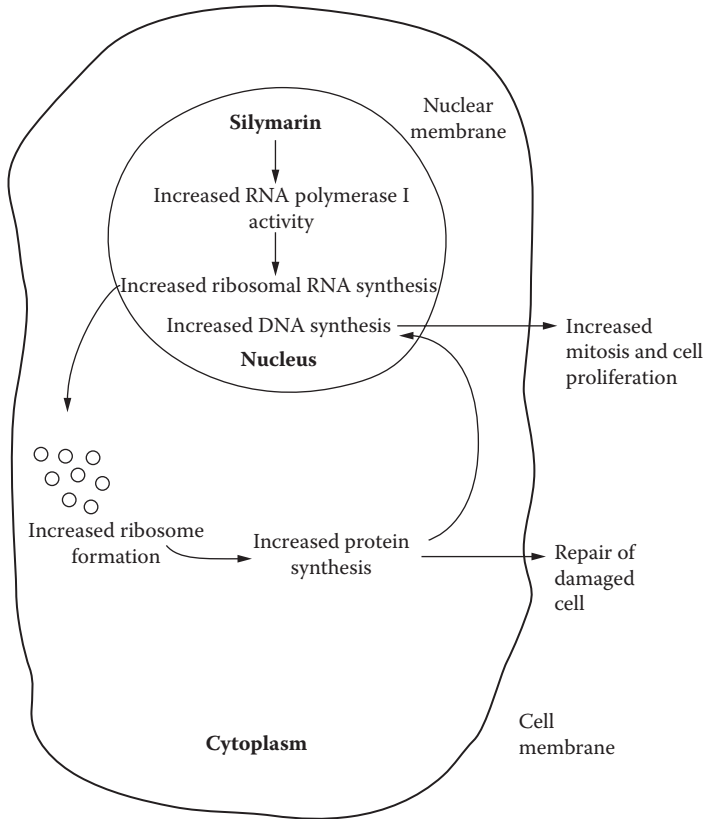 Nuclear
membrane
Silymarin
Increased RNA polymerase I
activity
Increased ribosomal RNA synthesis
Increased DNA synthesis
Nucleus
Increased
mitosis and cell
proliferation
Increased ribosome
formation
Increased protein
synthesis
Repair of
damaged
cell
Cytoplasm
Cell
membrane